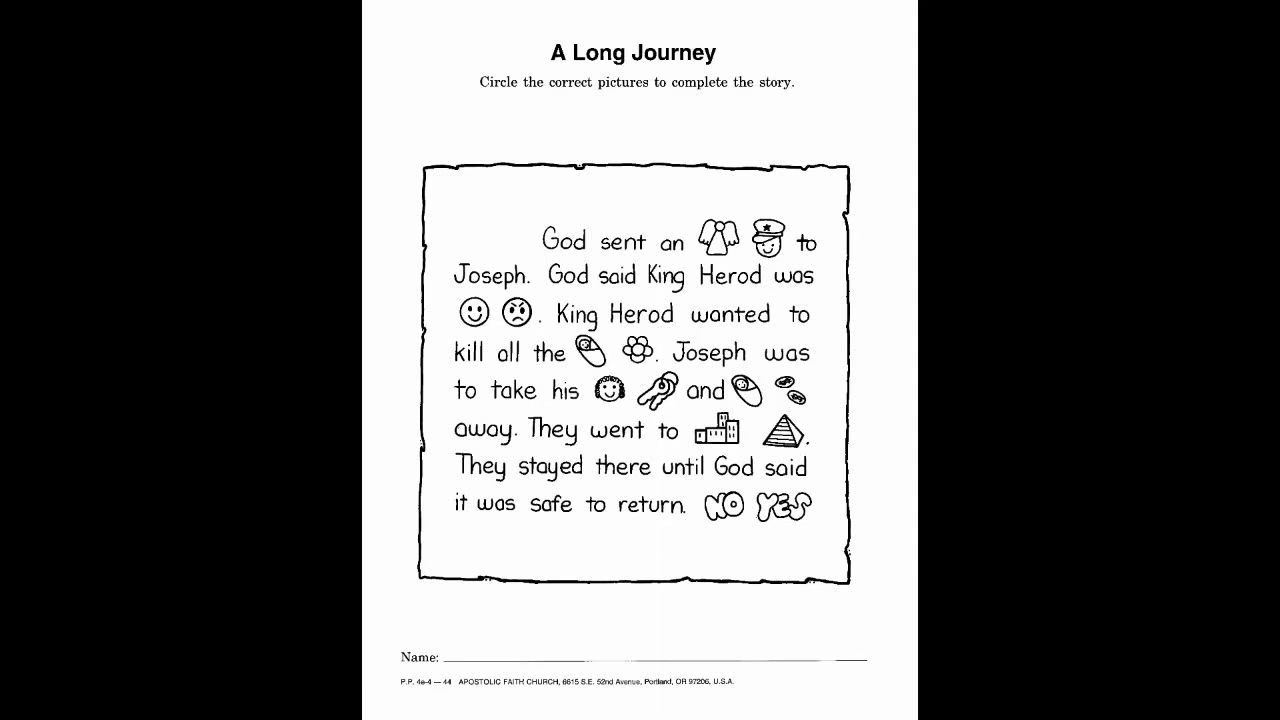 A Long Journey
Circle the correct pictures to complete the story.
God sent an to
Joseph. God said King Herod was
. King Herod wanted to
kill all the . Joseph was
to take his and
away. They went to .
They stayed there until God said
it was safe to return. NO YES
Name:
P.P. 4e-4 — 44 APOSTOLIC FAITH CHURCH, 6615 S.E. 52nd Avenue, Portland, OR 97206, U.S.A.